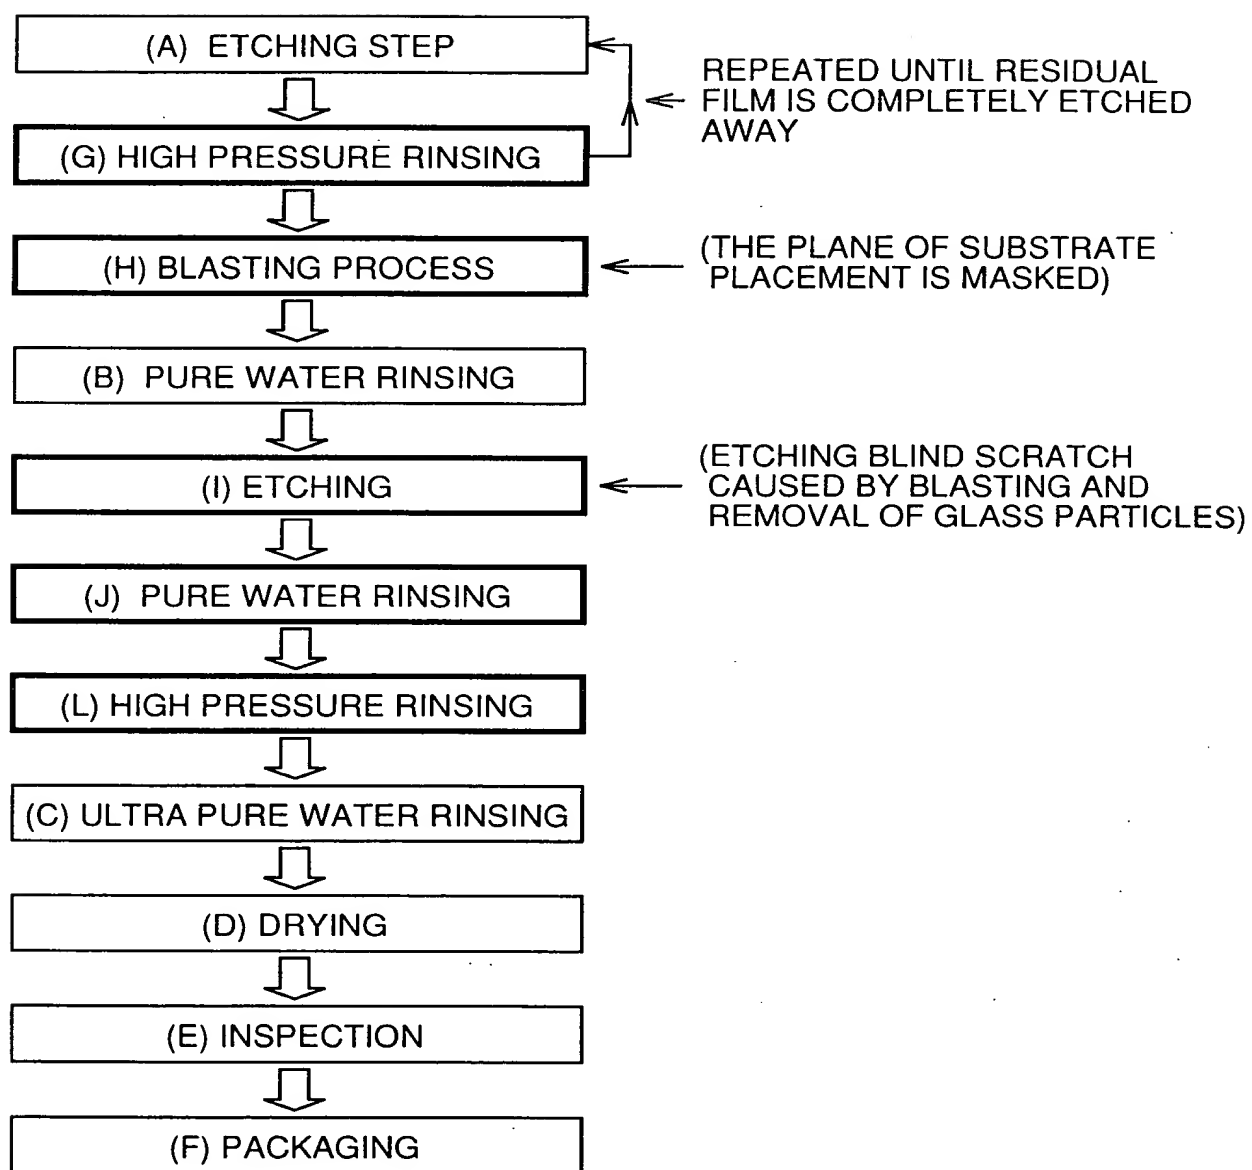 (A) ETCHING STEP
REPEATED UNTIL RESIDUAL
FILM IS COMPLETELY ETCHED
AWAY
(G) HIGH PRESSURE RINSING
(H) BLASTING PROCESS
(THE PLANE OF SUBSTRATE
PLACEMENT IS MASKED)
(B) PURE WATER RINSING
(I) ETCHING
(ETCHING BLIND SCRATCH
CAUSED BY BLASTING AND
REMOVAL OF GLASS PARTICLES)
(J) PURE WATER RINSING
(L) HIGH PRESSURE RINSING
(C) ULTRA PURE WATER RINSING
(D) DRYING
(E) INSPECTION
(F) PACKAGING